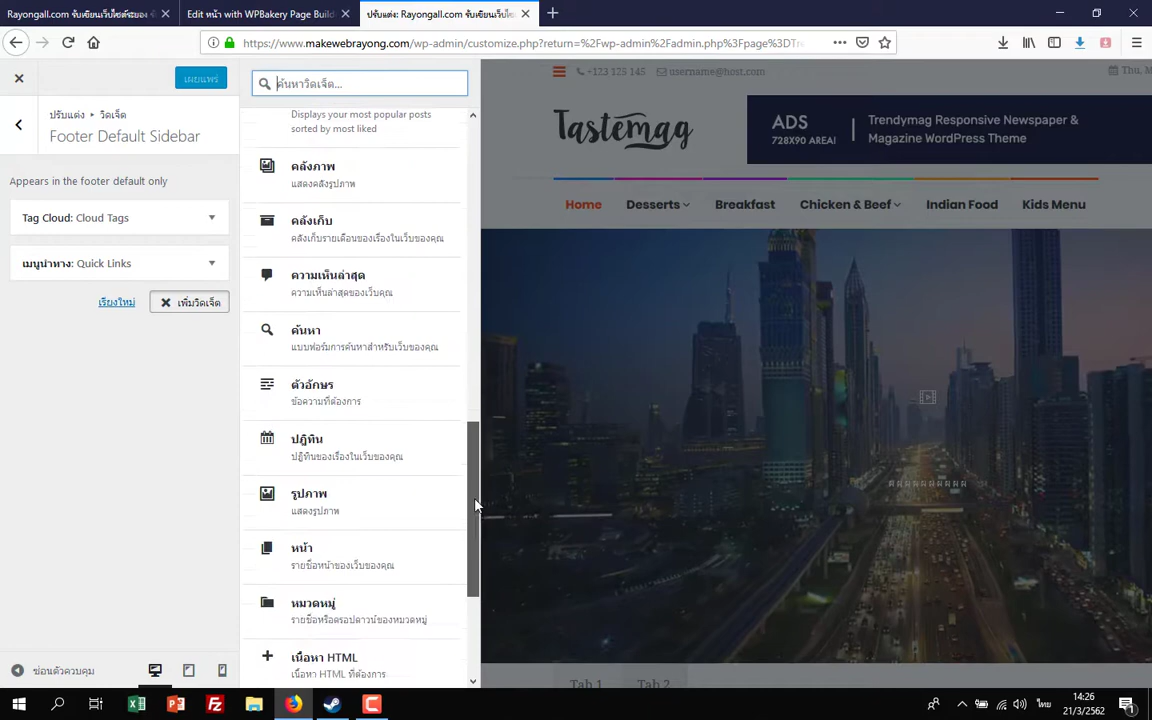 Rayongall.com รับเขียนเว็บไซต์ระยอง
Edit หน้า with WPBakery Page Build
ปรับแต่ง: Rayongall.com รับเขียนเว็บไซ
https://www.makewebrayong.com/wp-admin/customize.php?return=%2Fwp-admin%2Fadmin.php%3Fpage%3DTre
เผยแพร่
ปรับแต่ง ▸ วิดเจ็ต
Footer Default Sidebar
Appears in the footer default only
Tag Cloud: Cloud Tags
เมนูนำทาง: Quick Links
เรียงใหม่
เพิ่มวิดเจ็ต
ซ่อนตัวควบคุม
ค้นหาวิดเจ็ต...
Displays your most popular posts
sorted by most liked
คลังภาพ
แสดงคลังรูปภาพ
คลังเก็บ
คลังเก็บรายเดือนของเรื่องในเว็บของคุณ
ความเห็นล่าสุด
ความเห็นล่าสุดของเว็บคุณ
ค้นหา
แบบฟอร์มการค้นหาสำหรับเว็บของคุณ
ตัวอักษร
ข้อความที่ต้องการ
ปฏิทิน
ปฏิทินของเรื่องในเว็บของคุณ
รูปภาพ
แสดงรูปภาพ
หน้า
รายชื่อหน้าของเว็บของคุณ
หมวดหมู่
รายชื่อหรือดรอปดาวน์ของหมวดหมู่
เนื้อหา HTML
เนื้อหา HTML ที่ต้องการ
+123 125 145
username@host.com
Thu, M
Tastemag
ADS
728X90 AREA!
Trendymag Responsive Newspaper &
Magazine WordPress Theme
Home
Desserts
Breakfast
Chicken & Beef
Indian Food
Kids Menu
Tab 1
Tab 2
ไทย
14:26
21/3/2562
1